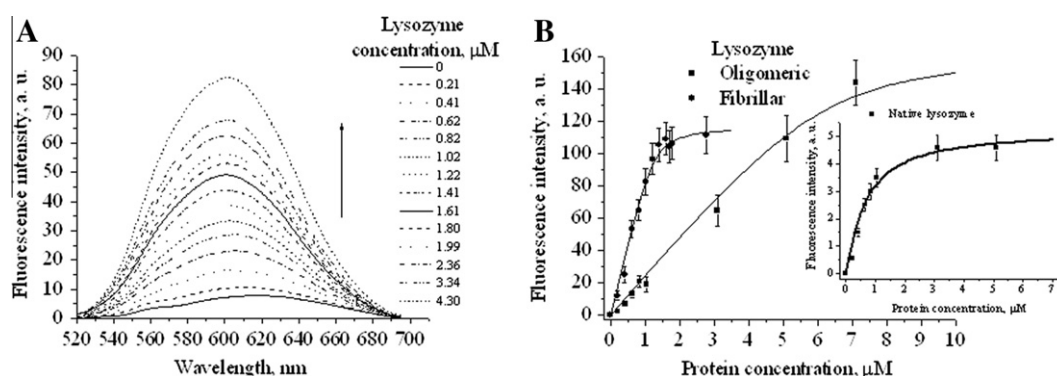 A
Lysozyme
concentration, μM
0
0.21
0.41
0.62
0.82
1.02
1.22
1.41
1.61
1.80
1.99
2.36
3.34
4.30
Fluorescence intensity, a. u.
90
80
70
60
50
40
30
20
10
0
520 540 560 580 600 620 640 660 680 700
Wavelength, nm
B
Lysozyme
Oligomeric
Fibrillar
Fluorescence intensity, a. u.
160
140
120
100
80
60
40
20
0
0 1 2 3 4 5 6 7 8 9 10
Protein concentration, μM
Native lysozyme
Fluorescence intensity, a.u.
5
4
3
2
1
0
0 1 2 3 4 5 6 7
Protein concentration, μM